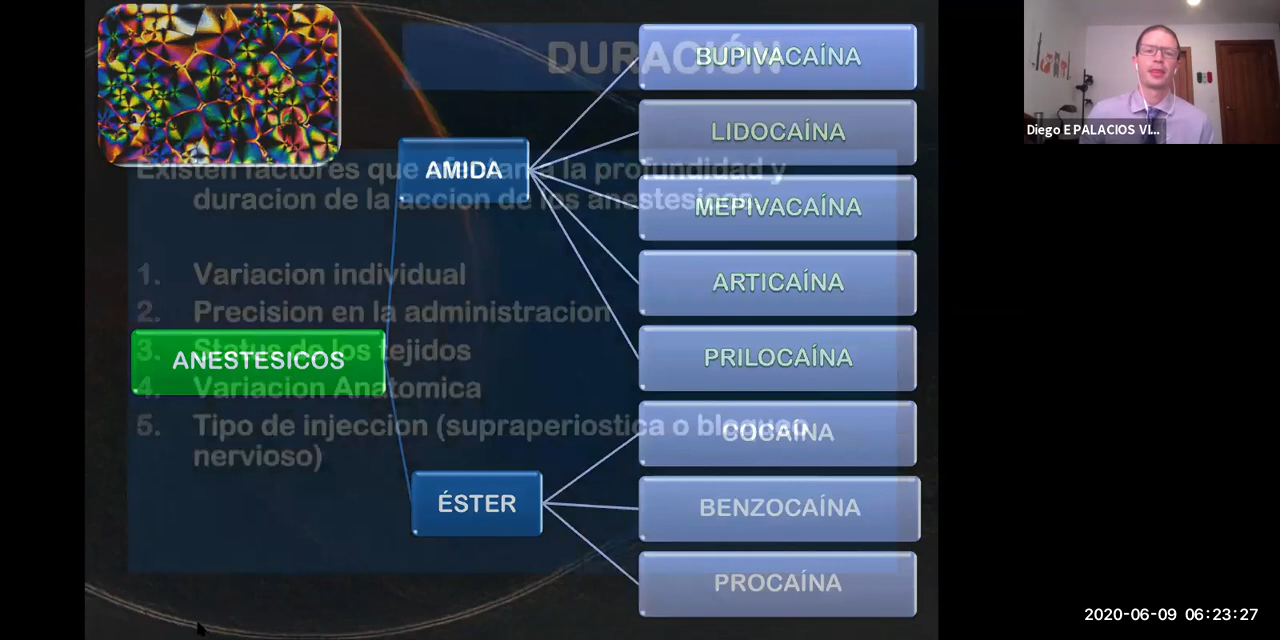 DURACIÓN
BUPIVACAÍNA
LIDOCAÍNA
AMIDA
Existen factores que afectan a la profundidad y
duracion de la accion de los anestesicos.
MEPIVACAÍNA
1. Variacion individual
ARTICAÍNA
2. Precision en la administracion
3. Status de los tejidos
ANESTESICOS
PRILOCAÍNA
4. Variacion Anatomica
5. Tipo de injeccion (supraperiostica o bloqueo
nervioso)
COCAÍNA
ÉSTER
BENZOCAÍNA
PROCAÍNA
Diego E PALACIOS VI...
2020-06-09 06:23:27